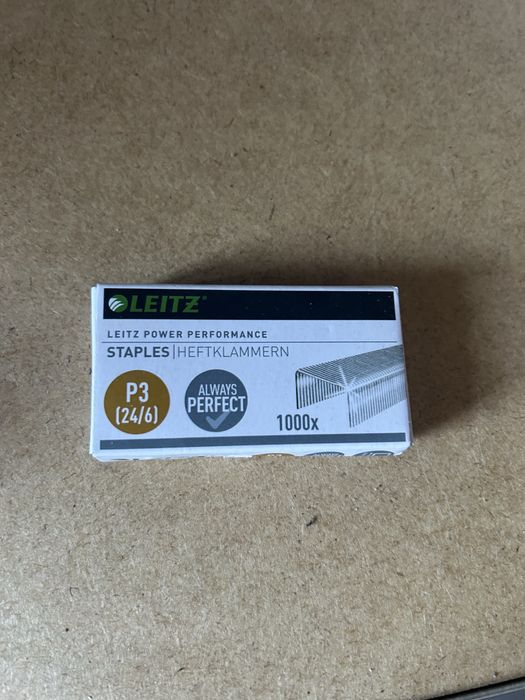 LEITZ
LEITZ POWER PERFORMANCE
STAPLES|HEFTKLAMMERN
P3
(24/6)
ALWAYS
PERFECT
1000x